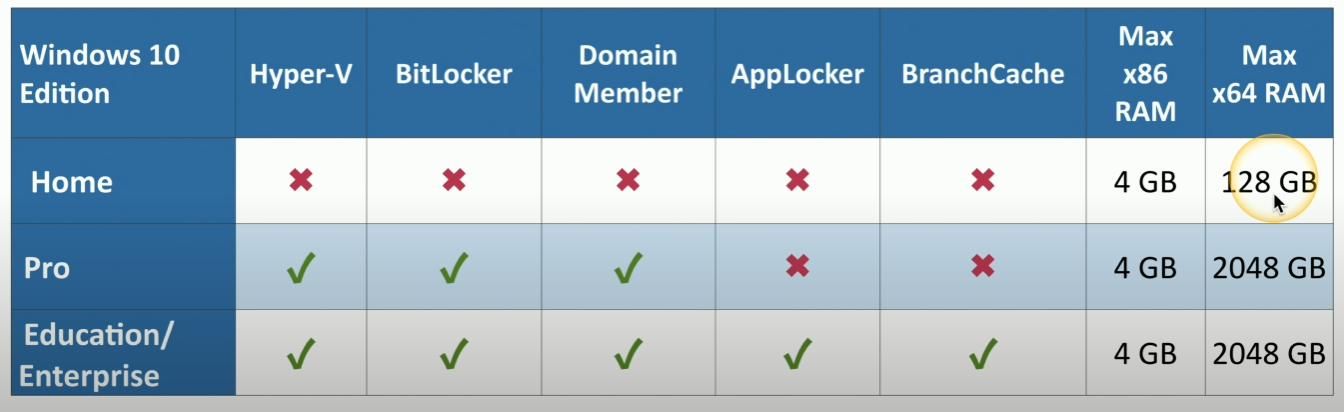 Windows 10
Edition
Hyper-V
BitLocker
Domain
Member
AppLocker
BranchCache
Max
x86
RAM
Max
x64 RAM
Home
✖ ✖ ✖ ✖ ✖ 4 GB 128 GB
Pro
✓ ✓ ✓ ✖ ✖ 4 GB 2048 GB
Education/
Enterprise
✓ ✓ ✓ ✓ ✓ 4 GB 2048 GB